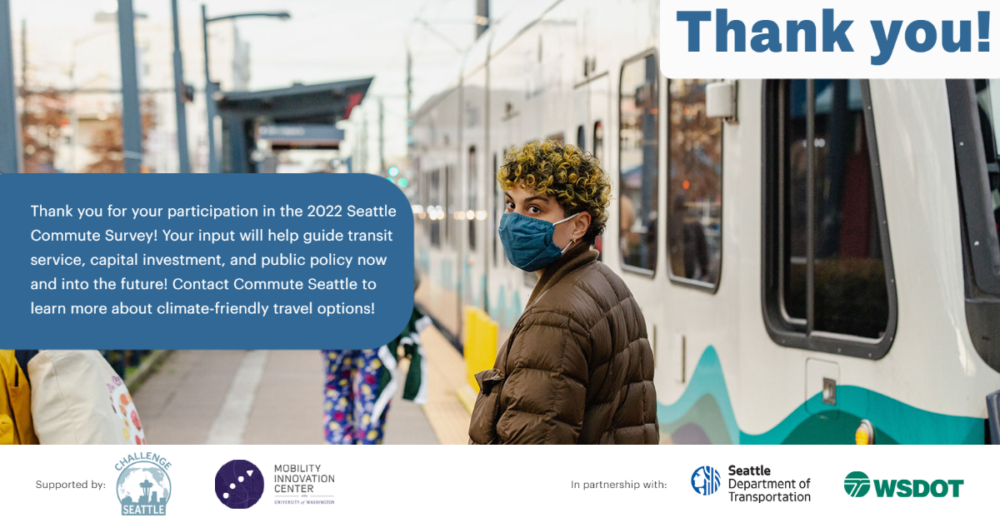 Thank you!
Thank you for your participation in the 2022 Seattle
Commute Survey! Your input will help guide transit
service, capital investment, and public policy now
and into the future! Contact Commute Seattle to
learn more about climate-friendly travel options!
Supported by:
CHALLENGE
SEATTLE
MOBILITY
INNOVATION
CENTER
UNIVERSITY of WASHINGTON
In partnership with:
Seattle
Department of
Transportation
WSDOT